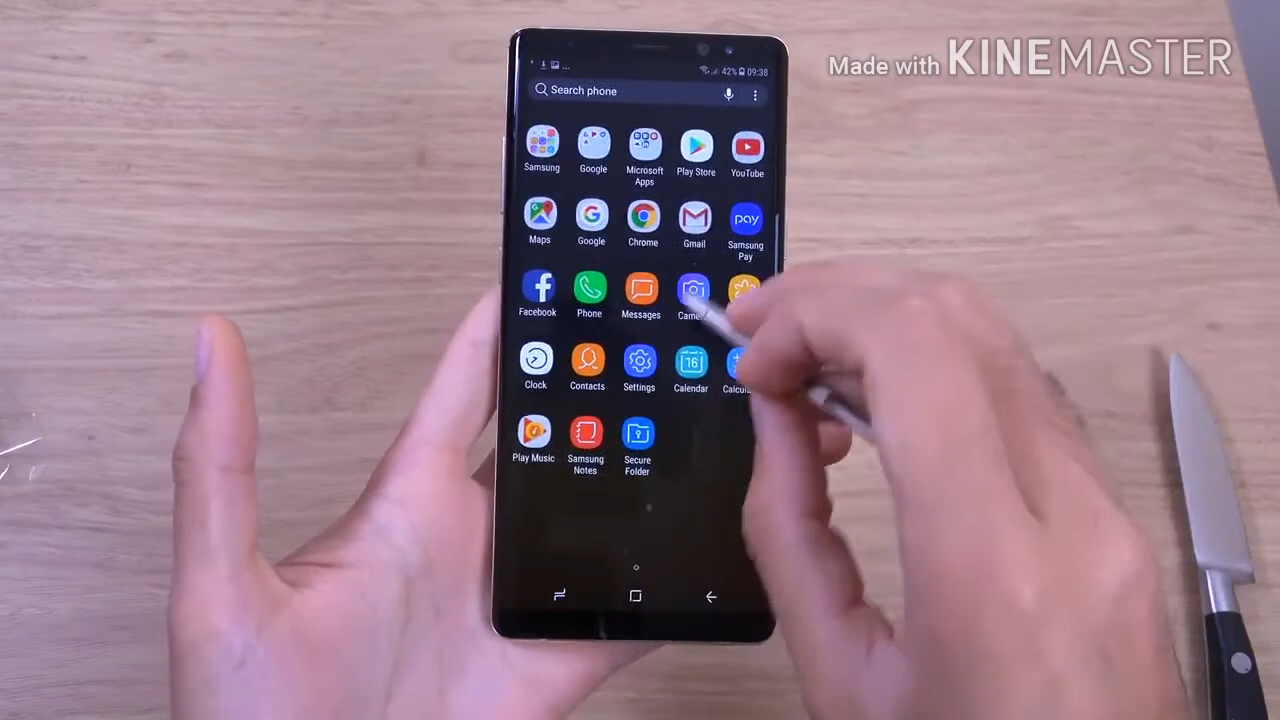 Made with KINEMASTER
42% 09:38
Search phone
Samsung Google Microsoft Apps Play Store YouTube
Maps Google Chrome Gmail Samsung Pay
pay
Facebook Phone Messages
Clock Contacts Settings Calendar
16
Play Music Samsung Notes Secure Folder